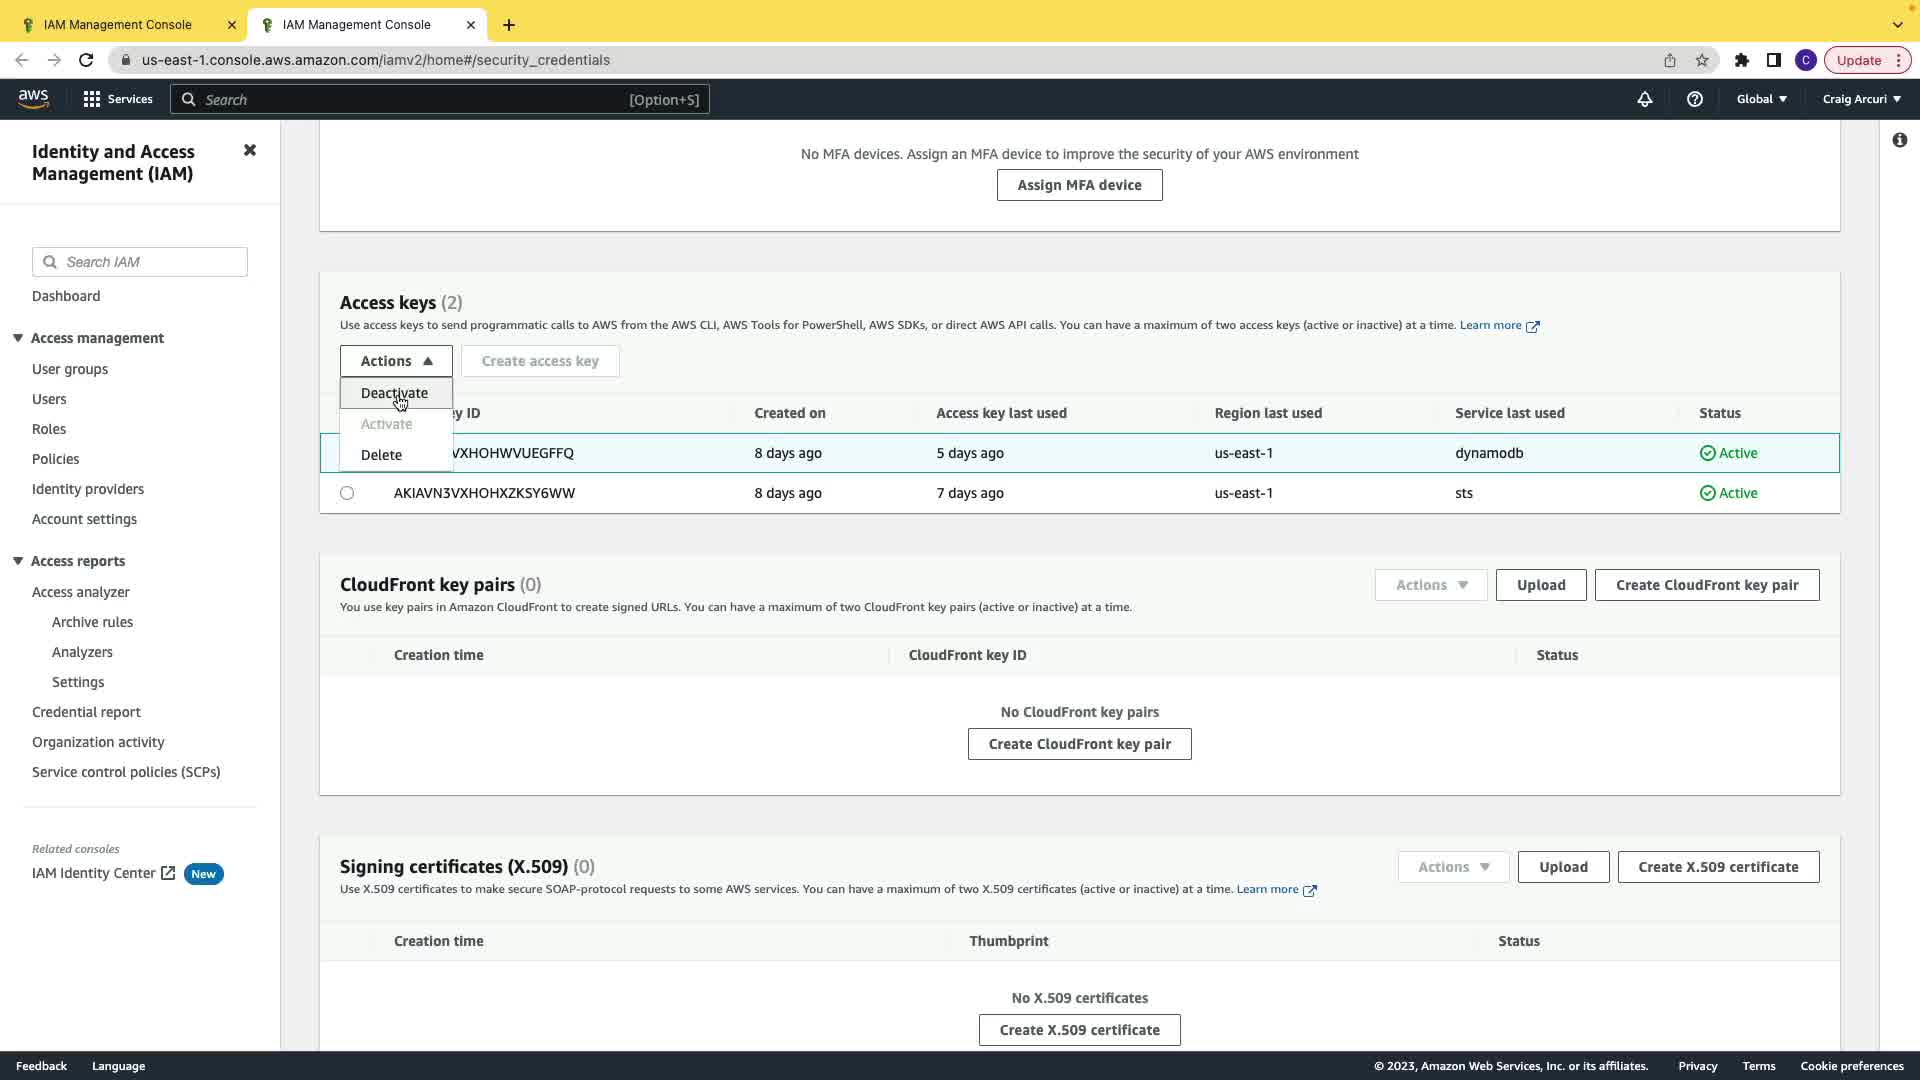 IAM Management Console
IAM Management Console
us-east-1.console.aws.amazon.com/iamv2/home#/security_credentials
Update
aws
Services
Search
[Option+S]
Global
Craig Arcuri
Identity and Access
Management (IAM)
Search IAM
Dashboard
Access management
User groups
Users
Roles
Policies
Identity providers
Account settings
Access reports
Access analyzer
Archive rules
Analyzers
Settings
Credential report
Organization activity
Service control policies (SCPs)
Related consoles
IAM Identity Center New
No MFA devices. Assign an MFA device to improve the security of your AWS environment
Assign MFA device
Access keys (2)
Use access keys to send programmatic calls to AWS from the AWS CLI, AWS Tools for PowerShell, AWS SDKs, or direct AWS API calls. You can have a maximum of two access keys (active or inactive) at a time. Learn more
Actions Create access key
Deactivate
Activate
Delete
ey ID Created on Access key last used Region last used Service last used Status
VXHOHWVUEGFFQ 8 days ago 5 days ago us-east-1 dynamodb Active
AKIAVN3VXHOHXZKSY6WW 8 days ago 7 days ago us-east-1 sts Active
CloudFront key pairs (0)
Actions Upload Create CloudFront key pair
You use key pairs in Amazon CloudFront to create signed URLs. You can have a maximum of two CloudFront key pairs (active or inactive) at a time.
Creation time CloudFront key ID Status
No CloudFront key pairs
Create CloudFront key pair
Signing certificates (X.509) (0)
Actions Upload Create X.509 certificate
Use X.509 certificates to make secure SOAP-protocol requests to some AWS services. You can have a maximum of two X.509 certificates (active or inactive) at a time. Learn more
Creation time Thumbprint Status
No X.509 certificates
Create X.509 certificate
Feedback Language
© 2023, Amazon Web Services, Inc. or its affiliates. Privacy Terms Cookie preferences
C